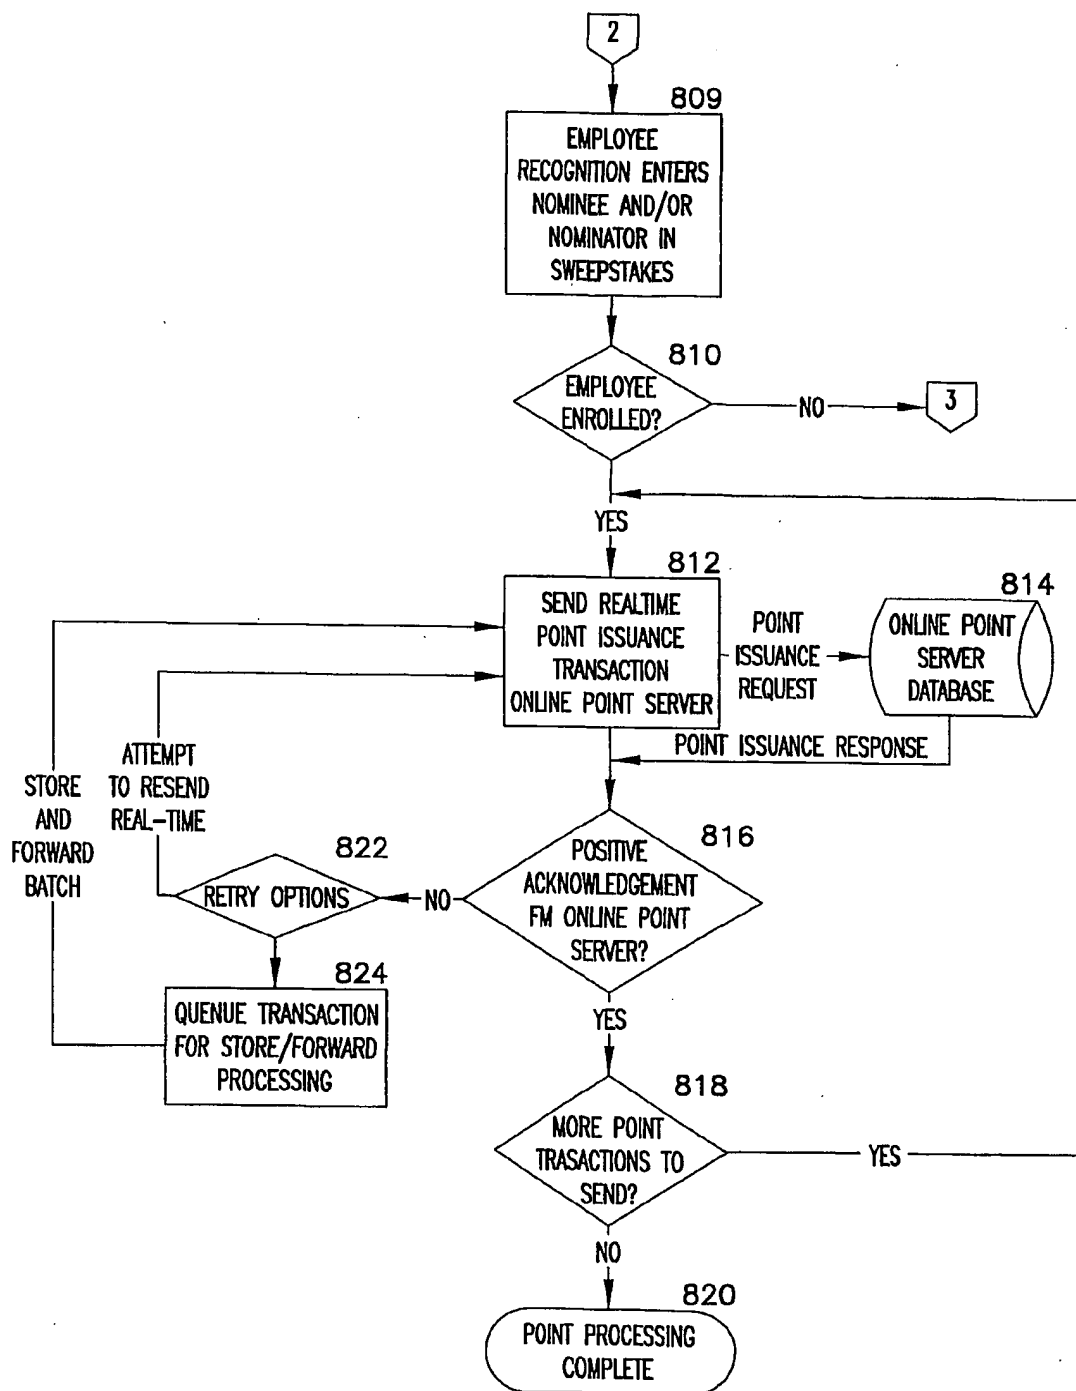 2
809
EMPLOYEE
RECOGNITION ENTERS
NOMINEE AND/OR
NOMINATOR IN
SWEEPSTAKES
810
EMPLOYEE
ENROLLED?
NO
3
YES
812
SEND REALTIME
POINT ISSUANCE
TRANSACTION
ONLINE POINT SERVER
POINT
ISSUANCE
REQUEST
814
ONLINE POINT
SERVER
DATABASE
POINT ISSUANCE RESPONSE
ATTEMPT
TO RESEND
REAL-TIME
STORE
AND
FORWARD
BATCH
816
POSITIVE
ACKNOWLEDGEMENT
FM ONLINE POINT
SERVER?
NO
822
RETRY OPTIONS
824
QUENUE TRANSACTION
FOR STORE/FORWARD
PROCESSING
YES
818
MORE POINT
TRASACTIONS TO
SEND?
YES
NO
820
POINT PROCESSING
COMPLETE